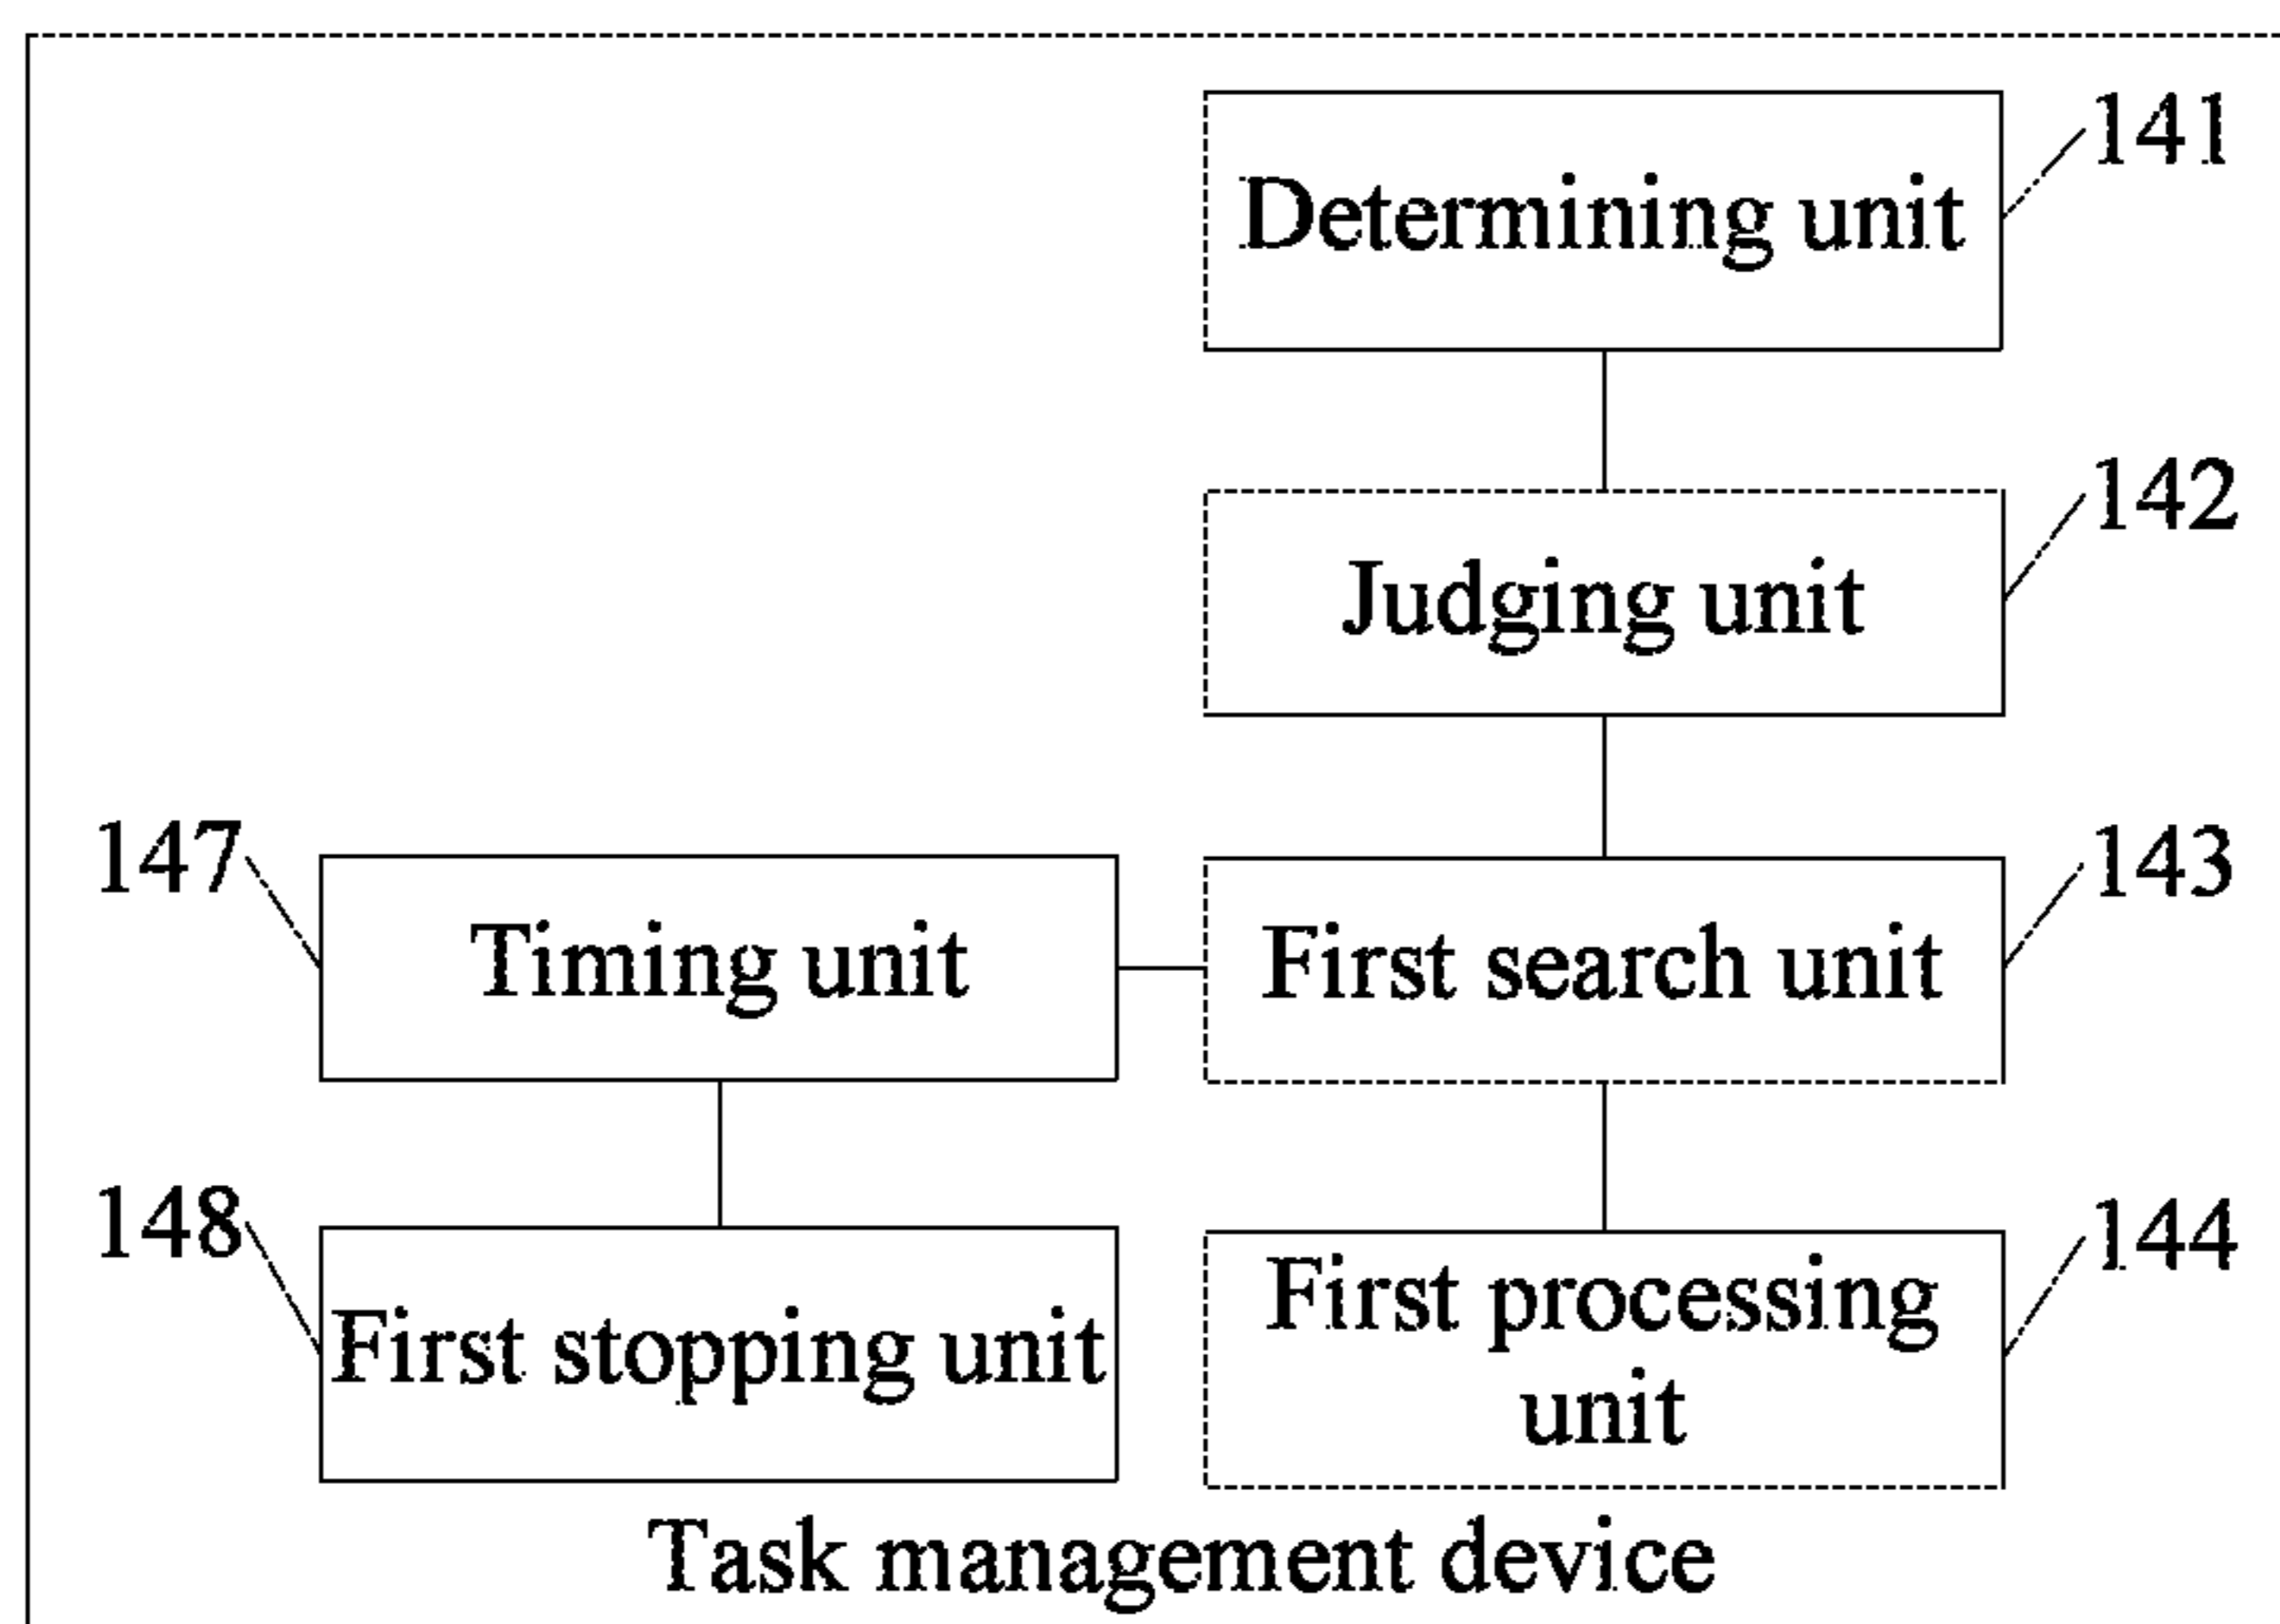 141
Determining unit
142
Judging unit
147
Timing unit
143
First search unit
148
First stopping unit
144
First processing
unit
Task management device